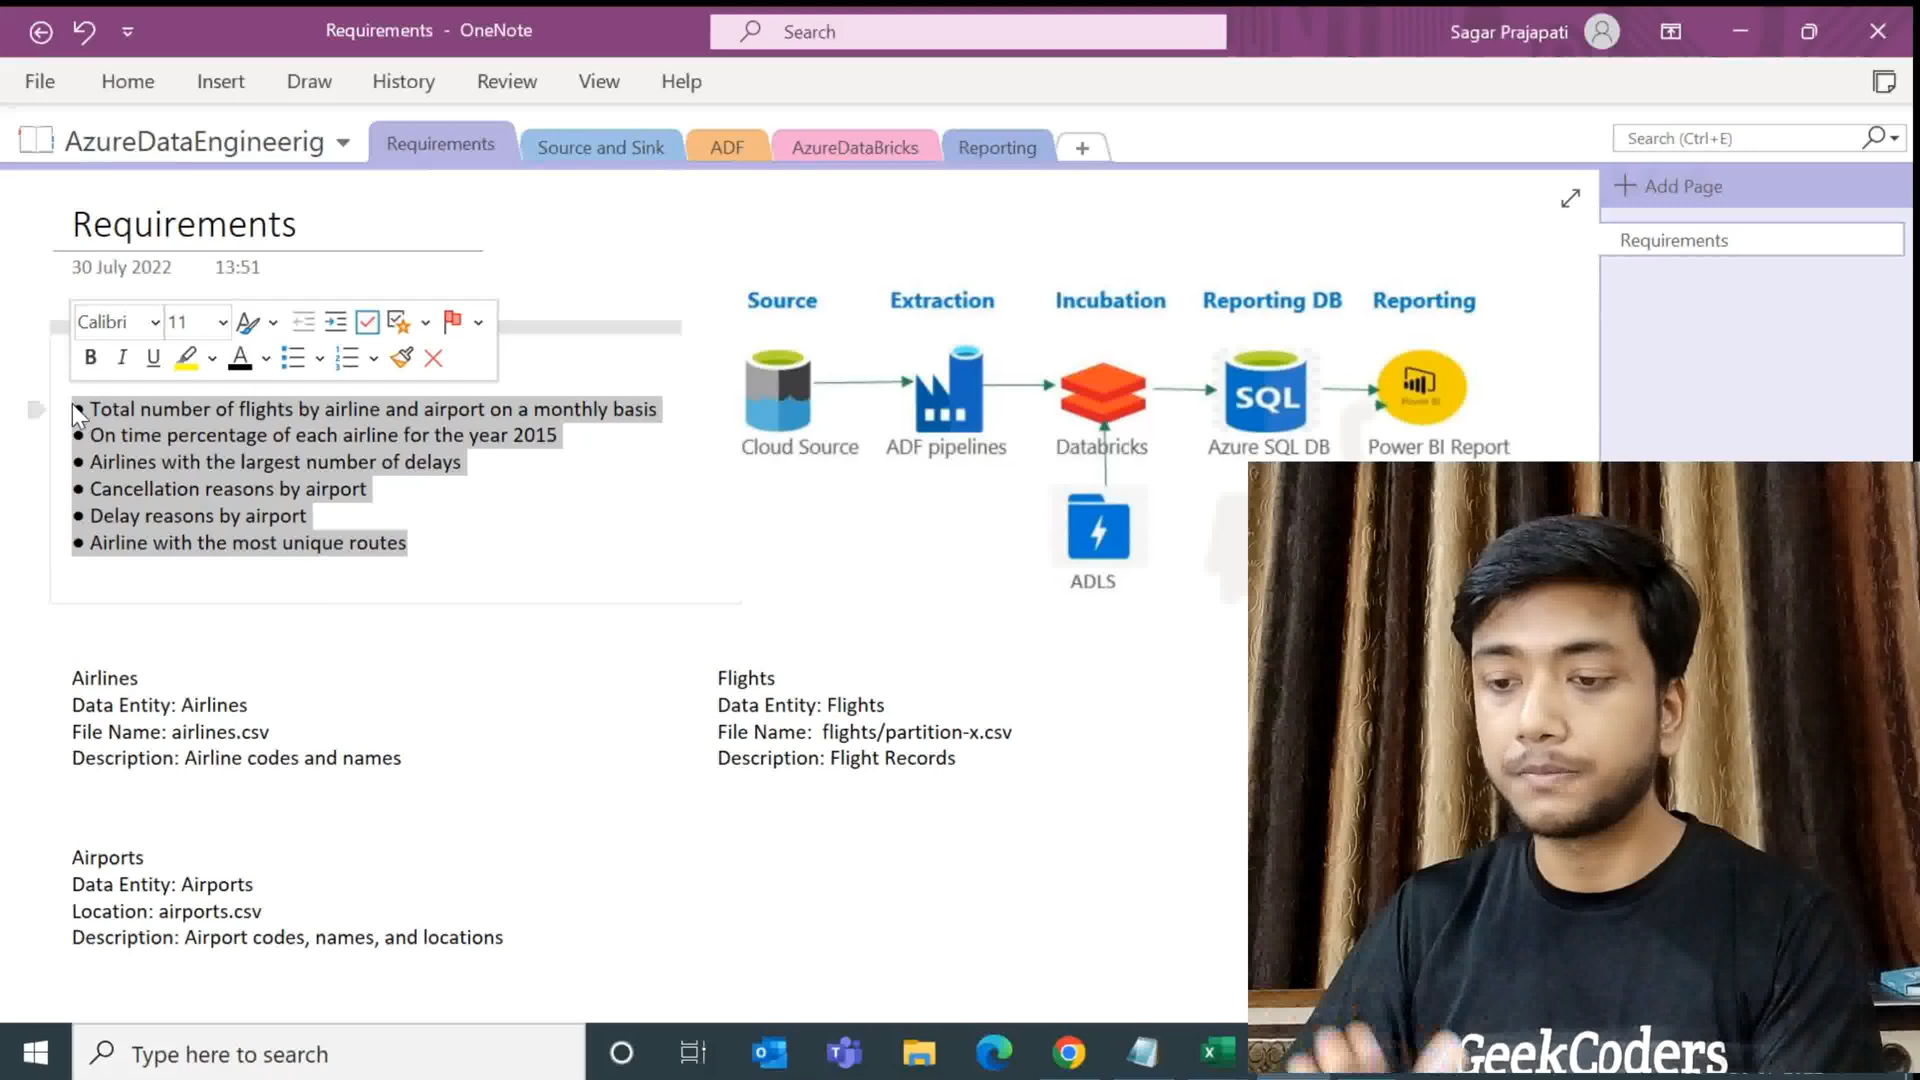 Requirements - OneNote
Search
Sagar Prajapati
File
Home
Insert
Draw
History
Review
View
Help
AzureDataEngineerig
Requirements
Source and Sink
ADF
AzureDataBricks
Reporting
Search (Ctrl+E)
Add Page
Requirements
Requirements
30 July 2022
13:51
Calibri
11
B I U
A
● Total number of flights by airline and airport on a monthly basis
● On time percentage of each airline for the year 2015
● Airlines with the largest number of delays
● Cancellation reasons by airport
● Delay reasons by airport
● Airline with the most unique routes
Source
Extraction
Incubation
Reporting DB
Reporting
SQL
Power BI
Cloud Source
ADF pipelines
Databricks
Azure SQL DB
Power BI Report
ADLS
Airlines
Data Entity: Airlines
File Name: airlines.csv
Description: Airline codes and names
Flights
Data Entity: Flights
File Name: flights/partition-x.csv
Description: Flight Records
Airports
Data Entity: Airports
Location: airports.csv
Description: Airport codes, names, and locations
Type here to search
GeekCoders